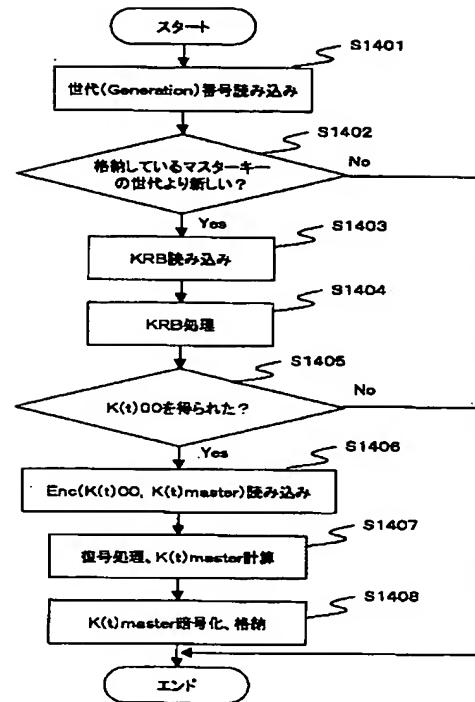 スタート
S1401
世代(Generation)番号読み込み
S1402
格納しているマスターキー
の世代より新しい?
No
Yes
S1403
KRB読み込み
S1404
KRB処理
S1405
K(t)00を得られた?
No
Yes
S1406
Enc(K(t)00, K(t)master)読み込み
S1407
復号処理、K(t)master計算
S1408
K(t)master暗号化、格納
エンド